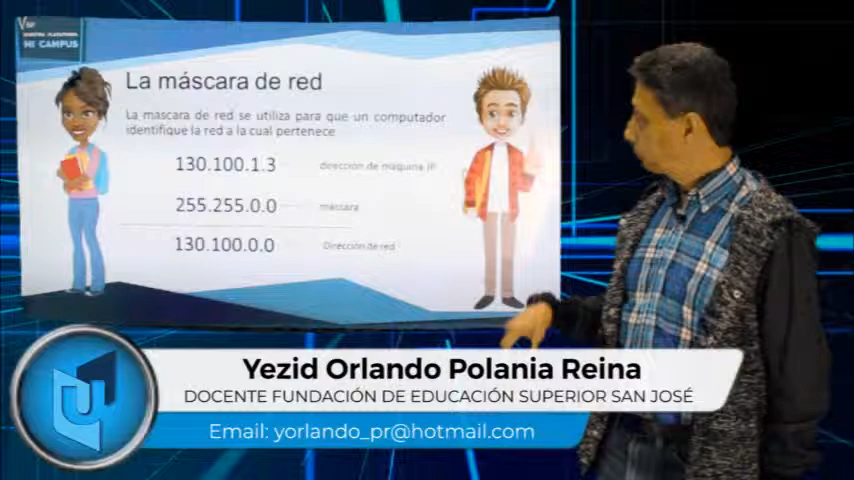 MI CAMPUS
La máscara de red
La mascara de red se utiliza para que un computador
identifique la red a la cual pertenece
130.100.1.3 dirección de maquina IP
255.255.0.0 mascara
130.100.0.0 Dirección de red
Yezid Orlando Polania Reina
DOCENTE FUNDACIÓN DE EDUCACIÓN SUPERIOR SAN JOSÉ
Email: yorlando_pr@hotmail.com